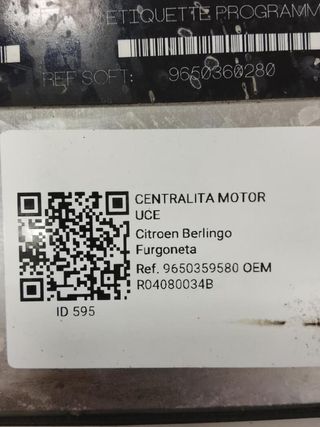 ETIQUETTE PROGRAMM
REF SOFT: 9650360280
CENTRALITA MOTOR
UCE
Citroen Berlingo
Furgoneta
Ref. 9650359580 OEM
R04080034B
ID 595